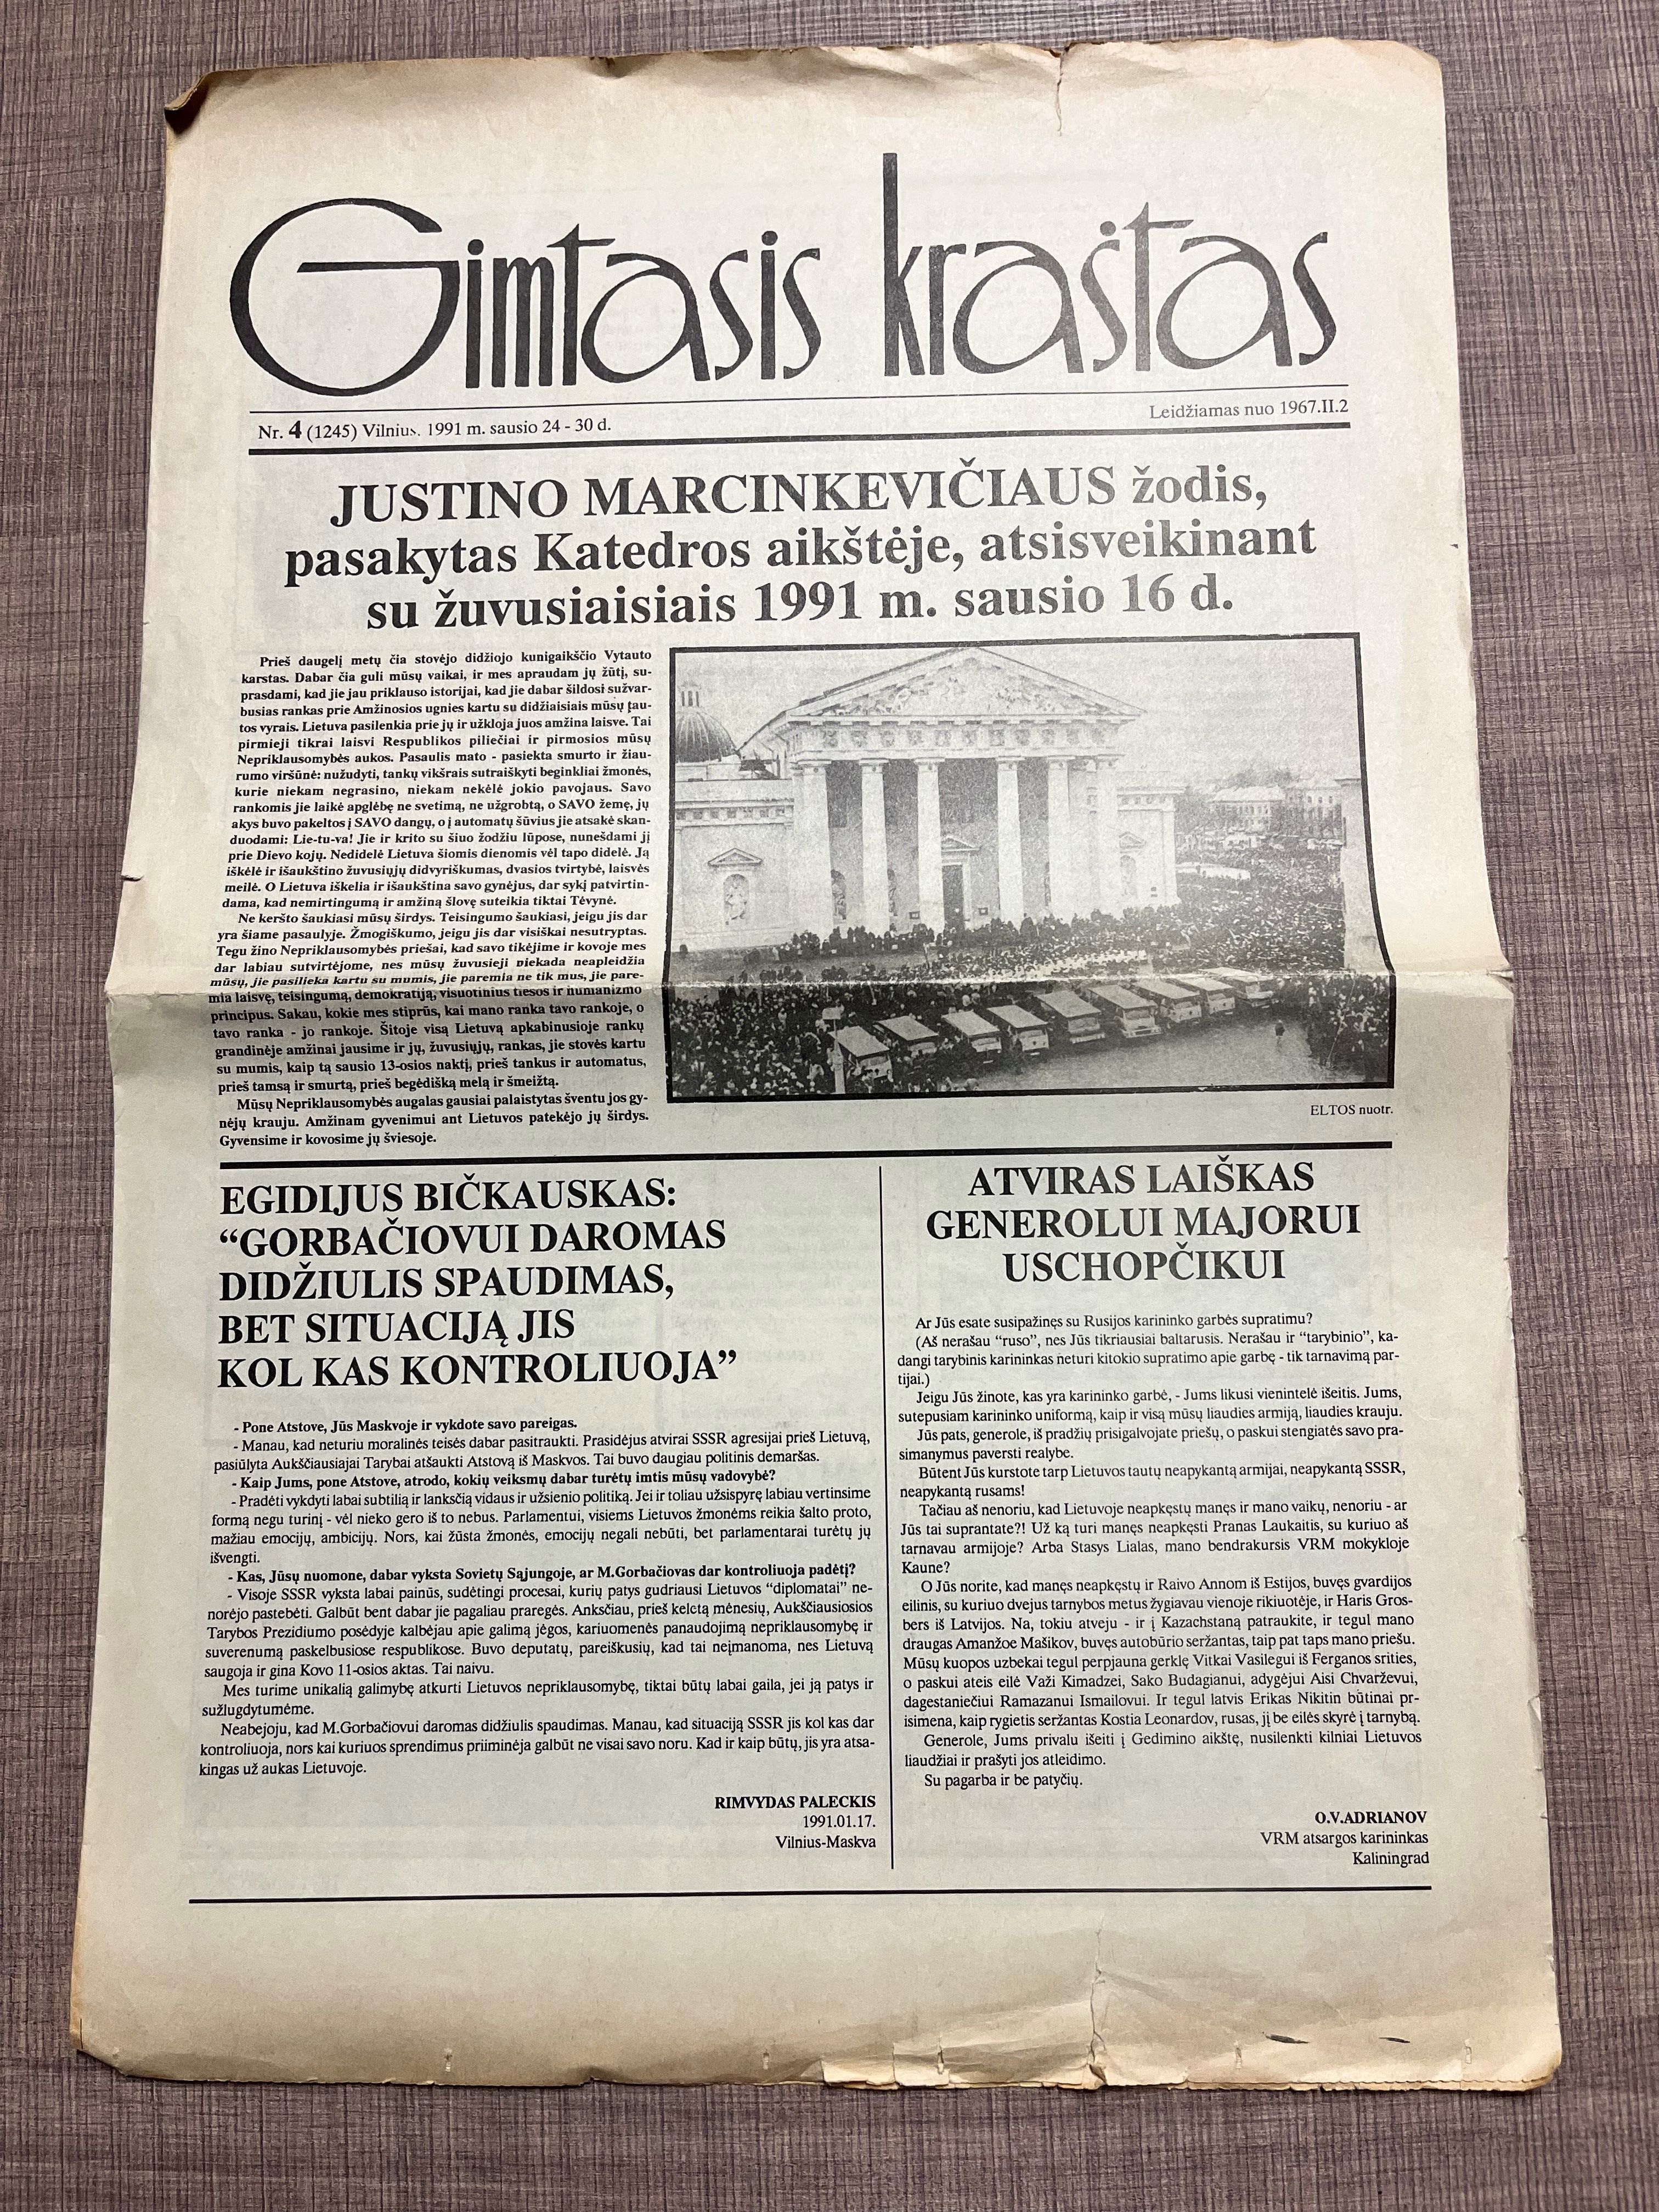 Gimtasis kraštas
Nr. 4 (1245) Vilnius. 1991 m. sausio 24 - 30 d.
Leidžiamas nuo 1967.II.2
JUSTINO MARCINKEVIČIAUS žodis,
pasakytas Katedros aikštėje, atsisveikinant
su žuvusiaisiais 1991 m. sausio 16 d.
Prieš daugelį metų čia stovėjo didžiojo kunigaikščio Vytauto
karstas. Dabar čia guli mūsų vaikai, ir mes apraudam jų žūtį, su-
prasdami, kad jie jau priklauso istorijai, kad jie dabar šildosi sužvar-
busias rankas prie Amžinosios ugnies kartu su didžiaisiais mūsų tau-
tos vyrais. Lietuva pasilenkia prie jų ir užkloja juos amžina laisve. Tai
pirmieji tikrai laisvi Respublikos piliečiai ir pirmosios mūsų
Nepriklausomybės aukos. Pasaulis mato - pasiekta smurto ir žiau-
rumo viršūnė: nužudyti, tankų vikšrais sutraiškyti beginkliai žmonės,
kurie niekam negrasino, niekam nekėlė jokio pavojaus. Savo
rankomis jie laikė apglėbę ne svetimą, ne užgrobtą, o SAVO žemę, jų
akys buvo pakeltos į SAVO dangų, o į automatų šūvius jie atsakė skan-
duodami: Lie-tu-va! Jie ir krito su šiuo žodžiu lūpose, nunešdami jį
prie Dievo kojų. Nedidelė Lietuva šiomis dienomis vėl tapo didelė. Ją
iškėlė ir išaukštino žuvusiųjų didvyriškumas, dvasios tvirtybė, laisvės
meilė. O Lietuva iškelia ir išaukština savo gynėjus, dar sykį patvirtin-
dama, kad nemirtingumą ir amžiną šlovę suteikia tiktai Tėvynė.
Ne keršto šaukiasi mūsų širdys. Teisingumo šaukiasi, jeigu jis dar
yra šiame pasaulyje. Žmogiškumo, jeigu jis dar visiškai nesutryptas.
Tegu žino Nepriklausomybės priešai, kad savo tikėjime ir kovoje mes
dar labiau sutvirtėjome, nes mūsų žuvusieji niekada neapleidžia
mūsų, jie pasilieka kartu su mumis, jie paremia ne tik mus, jie pare-
mia laisvę, teisingumą, demokratiją, visuotinius tiesos ir humanizmo
principus. Sakau, kokie mes stiprūs, kai mano ranka tavo rankoje, o
tavo ranka - jo rankoje. Šitoje visą Lietuvą apkabinusioje rankų
grandinėje amžinai jausime ir jų, žuvusiųjų, rankas, jie stovės kartu
su mumis, kaip tą sausio 13-osios naktį, prieš tankus ir automatus,
prieš tamsą ir smurtą, prieš begėdišką melą ir šmeižtą.
Mūsų Nepriklausomybės augalas gausiai palaistytas šventu jos gy-
nėjų krauju. Amžinam gyvenimui ant Lietuvos patekėjo jų širdys.
Gyvensime ir kovosime jų šviesoje.
ELTOS nuotr.
EGIDIJUS BIČKAUSKAS:
“GORBAČIOVUI DAROMAS
DIDŽIULIS SPAUDIMAS,
BET SITUACIJĄ JIS
KOL KAS KONTROLIUOJA”
- Pone Atstove, Jūs Maskvoje ir vykdote savo pareigas.
- Manau, kad neturiu moralinės teisės dabar pasitraukti. Prasidėjus atvirai SSSR agresijai prieš Lietuvą,
pasiūlyta Aukščiausiajai Tarybai atšaukti Atstovą iš Maskvos. Tai buvo daugiau politinis demaršas.
- Kaip Jums, pone Atstove, atrodo, kokių veiksmų dabar turėtų imtis mūsų vadovybė?
- Pradėti vykdyti labai subtilią ir lanksčią vidaus ir užsienio politiką. Jei ir toliau užsispyrę labiau vertinsime
formą negu turinį - vėl nieko gero iš to nebus. Parlamentui, visiems Lietuvos žmonėms reikia šalto proto,
mažiau emocijų, ambicijų. Nors, kai žūsta žmonės, emocijų negali nebūti, bet parlamentarai turėtų jų
išvengti.
- Kas, Jūsų nuomone, dabar vyksta Sovietų Sąjungoje, ar M.Gorbačiovas dar kontroliuoja padėtį?
- Visoje SSSR vyksta labai painūs, sudėtingi procesai, kurių patys gudriausi Lietuvos “diplomatai” ne-
norėjo pastebėti. Galbūt bent dabar jie pagaliau praregės. Anksčiau, prieš keletą mėnesių, Aukščiausiosios
Tarybos Prezidiumo posėdyje kalbėjau apie galimą jėgos, kariuomenės panaudojimą nepriklausomybę ir
suverenumą paskelbusiose respublikose. Buvo deputatų, pareiškusių, kad tai neįmanoma, nes Lietuvą
saugoja ir gina Kovo 11-osios aktas. Tai naivu.
Mes turime unikalią galimybę atkurti Lietuvos nepriklausomybę, tiktai būtų labai gaila, jei ją patys ir
sužlugdytumėme.
Neabejoju, kad M.Gorbačiovui daromas didžiulis spaudimas. Manau, kad situaciją SSSR jis kol kas dar
kontroliuoja, nors kai kuriuos sprendimus priiminėja galbūt ne visai savo noru. Kad ir kaip būtų, jis yra atsa-
kingas už aukas Lietuvoje.
RIMVYDAS PALECKIS
1991.01.17.
Vilnius-Maskva
ATVIRAS LAIŠKAS
GENEROLUI MAJORUI
USCHOPČIKUI
Ar Jūs esate susipažinęs su Rusijos karininko garbės supratimu?
(Aš nerašau “ruso”, nes Jūs tikriausiai baltarusis. Nerašau ir “tarybinio”, ka-
dangi tarybinis karininkas neturi kitokio supratimo apie garbę - tik tarnavimą par-
tijai.)
Jeigu Jūs žinote, kas yra karininko garbė, - Jums likusi vienintelė išeitis. Jums,
sutepusiam karininko uniformą, kaip ir visą mūsų liaudies armiją, liaudies krauju.
Jūs pats, generole, iš pradžių prisigalvojate priešų, o paskui stengiatės savo pra-
simanymus paversti realybe.
Būtent Jūs kurstote tarp Lietuvos tautų neapykantą armijai, neapykantą SSSR,
neapykantą rusams!
Tačiau aš nenoriu, kad Lietuvoje neapkęstų manęs ir mano vaikų, nenoriu - ar
Jūs tai suprantate?! Už ką turi manęs neapkęsti Pranas Laukaitis, su kuriuo aš
tarnavau armijoje? Arba Stasys Lialas, mano bendrakursis VRM mokykloje
Kaune?
O Jūs norite, kad manęs neapkęstų ir Raivo Annom iš Estijos, buvęs gvardijos
eilinis, su kuriuo dvejus tarnybos metus žygiavau vienoje rikiuotėje, ir Haris Gros-
bers iš Latvijos. Na, tokiu atveju - ir į Kazachstaną patraukite, ir tegul mano
draugas Amanžoe Mašikov, buvęs autobūrio seržantas, taip pat taps mano priešu.
Mūsų kuopos uzbekai tegul perpjauna gerklę Vitkai Vasilegui iš Ferganos srities,
o paskui ateis eilė Važi Kimadzei, Sako Budagianui, adygėjui Aisi Chvarževui,
dagestaniečiui Ramazanui Ismailovui. Ir tegul latvis Erikas Nikitin būtinai pr-
isimena, kaip rygietis seržantas Kostia Leonardov, rusas, jį be eilės skyrė į tarnybą.
Generole, Jums privalu išeiti į Gedimino aikštę, nusilenkti kilniai Lietuvos
liaudžiai ir prašyti jos atleidimo.
Su pagarba ir be patyčių.
O.V.ADRIANOV
VRM atsargos karininkas
Kaliningrad